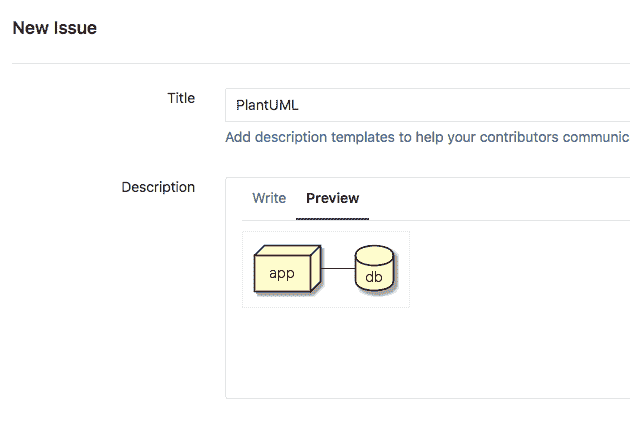 New Issue
Title
PlantUML
Add description templates to help your contributors communic
Description
Write Preview
app
db